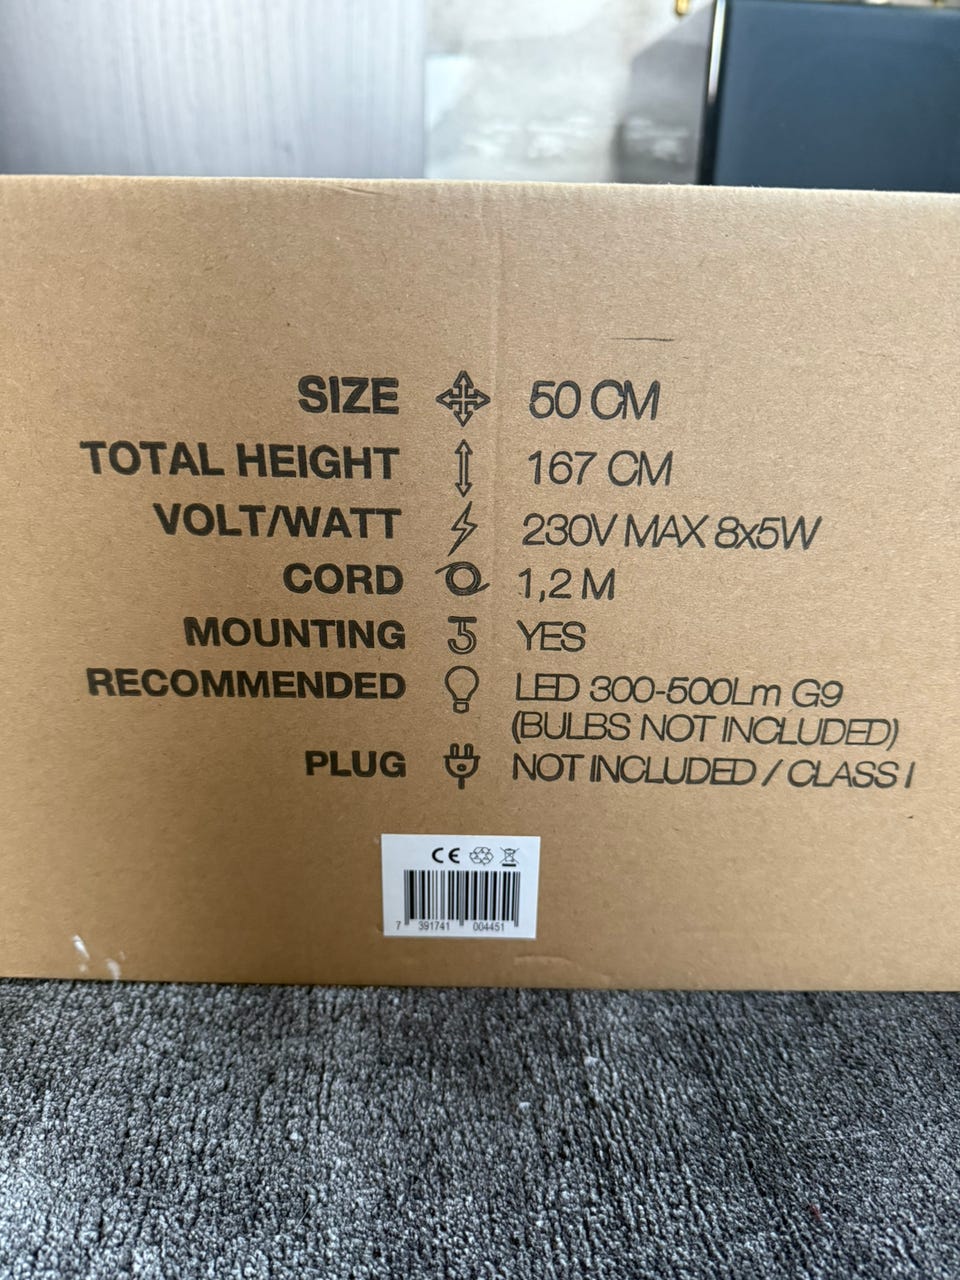 SIZE 50 CM
TOTAL HEIGHT 167 CM
VOLT/WATT 230V MAX 8x5W
CORD 1,2 M
MOUNTING YES
RECOMMENDED LED 300-500Lm G9
(BULBS NOT INCLUDED)
PLUG NOT INCLUDED / CLASS I
CE
7 391741 004451